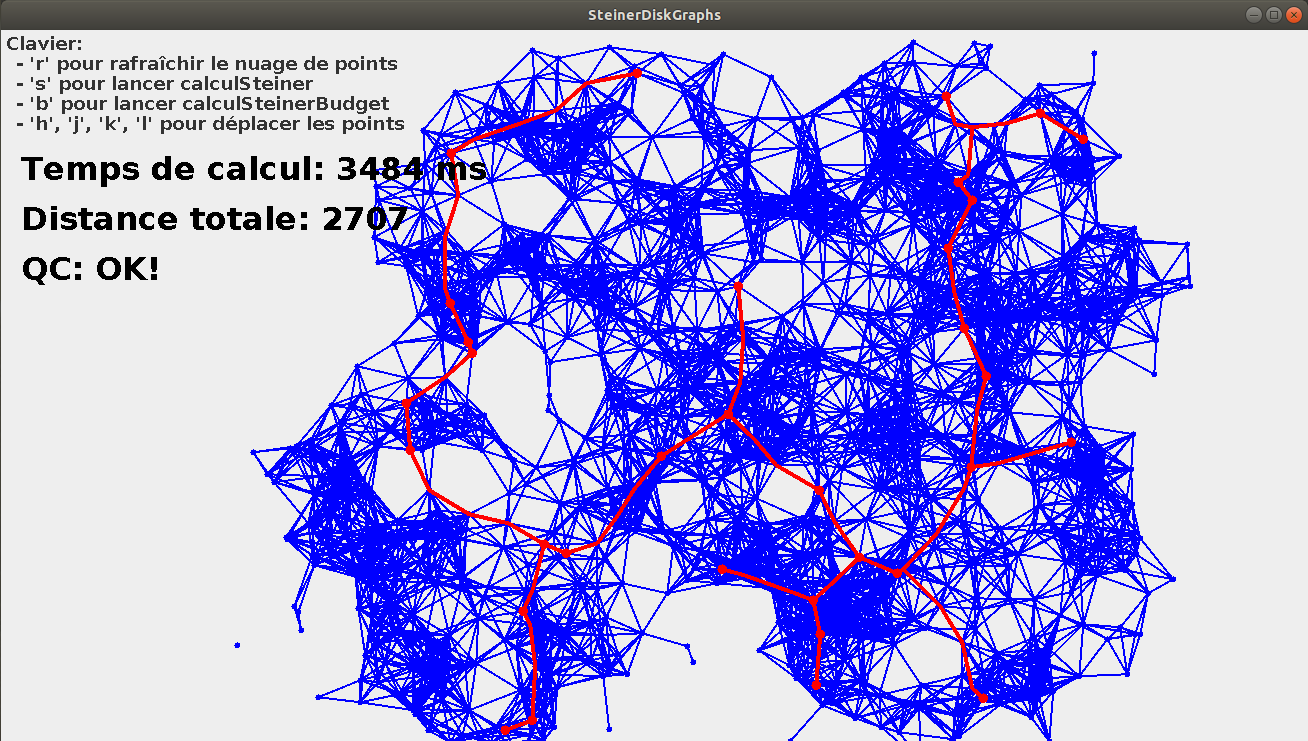 SteinerDiskGraphs
Clavier:
- 'r' pour rafraîchir le nuage de points
- 's' pour lancer calculSteiner
- 'b' pour lancer calculSteinerBudget
- 'h', 'j', 'k', 'l' pour déplacer les points
Temps de calcul: 3484 ms
Distance totale: 2707
QC: OK!